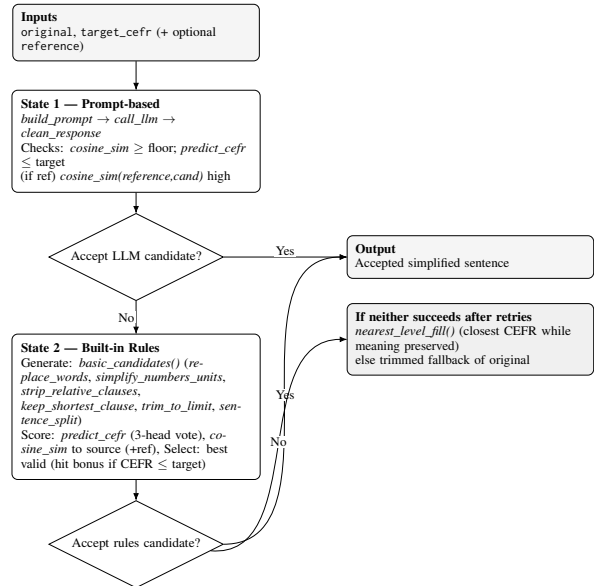 Inputs
original, target_cefr (+ optional
reference)
State 1 — Prompt-based
build_prompt → call_llm →
clean_response
Checks: cosine_sim ≥ floor; predict_cefr
≤ target
(if ref) cosine_sim(reference,cand) high
Accept LLM candidate?
Yes
Output
Accepted simplified sentence
No
If neither succeeds after retries
nearest_level_fill() (closest CEFR while
meaning preserved)
else trimmed fallback of original
State 2 — Built-in Rules
Generate: basic_candidates() (re-
place_words, simplify_numbers_units,
strip_relative_clauses,
keep_shortest_clause, trim_to_limit, sen-
tence_split)
Score: predict_cefr (3-head vote), co-
sine_sim to source (+ref), Select: best
valid (hit bonus if CEFR ≤ target)
Yes
No
Accept rules candidate?